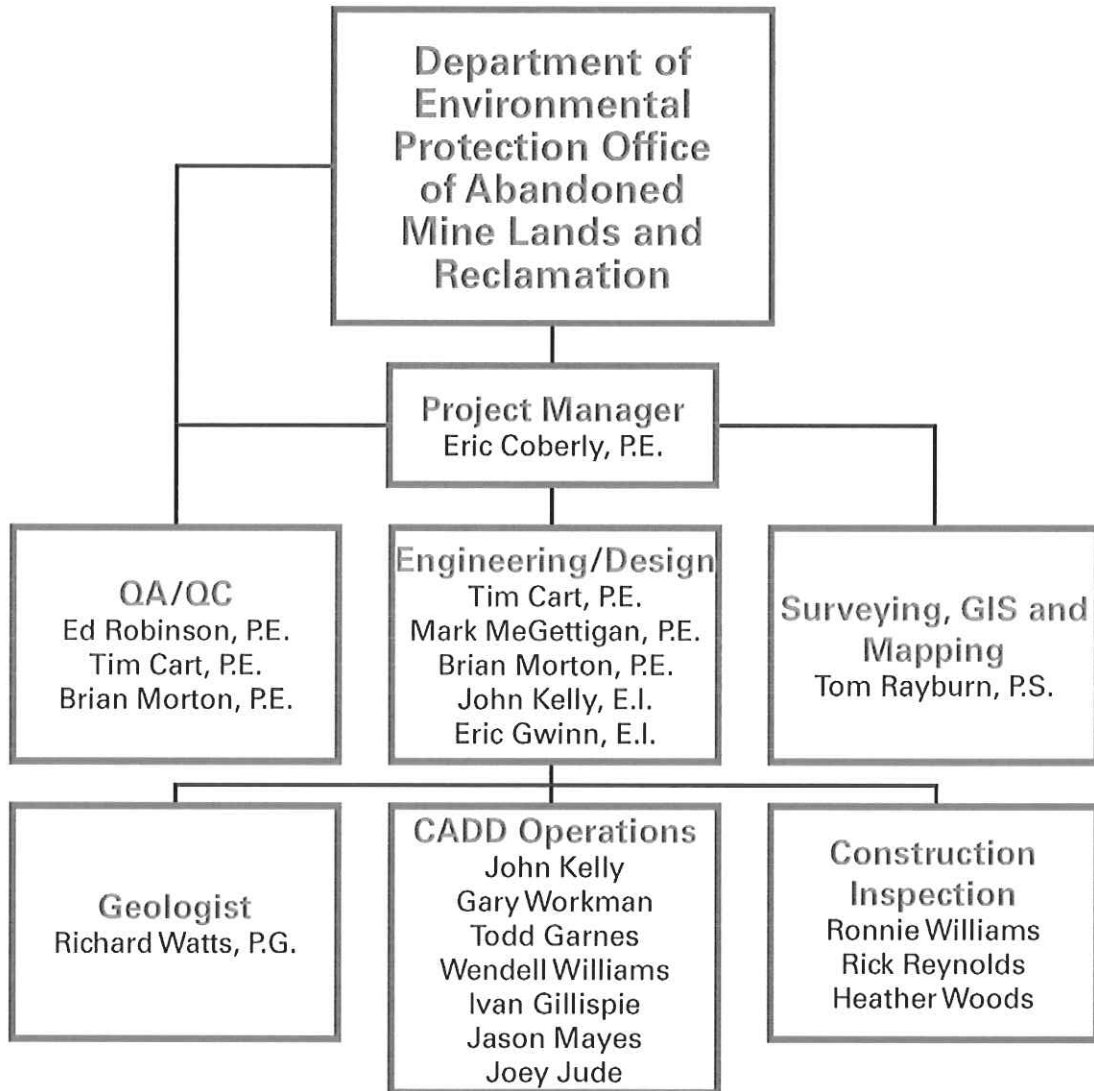 Department of
Environmental
Protection Office
of Abandoned
Mine Lands and
Reclamation
Project Manager
Eric Coberly, P.E.
QA/QC
Ed Robinson, P.E.
Tim Cart, P.E.
Brian Morton, P.E.
Engineering/Design
Tim Cart, P.E.
Mark MeGettigan, P.E.
Brian Morton, P.E.
John Kelly, E.I.
Eric Gwinn, E.I.
Surveying, GIS and
Mapping
Tom Rayburn, P.S.
Geologist
Richard Watts, P.G.
CADD Operations
John Kelly
Gary Workman
Todd Garnes
Wendell Williams
Ivan Gillispie
Jason Mayes
Joey Jude
Construction
Inspection
Ronnie Williams
Rick Reynolds
Heather Woods